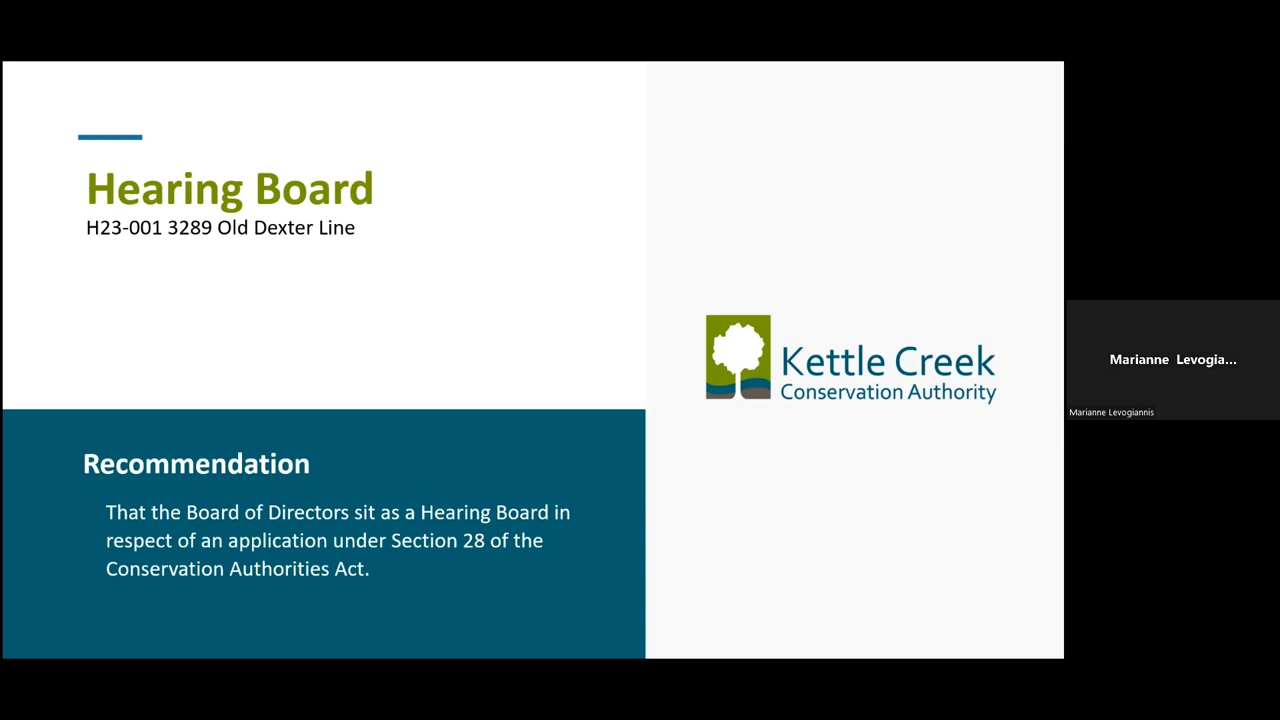 Hearing Board
H23-001 3289 Old Dexter Line
Recommendation
That the Board of Directors sit as a Hearing Board in
respect of an application under Section 28 of the
Conservation Authorities Act.
Kettle Creek
Conservation Authority
Marianne Levogia...
Marianne Levogiannis